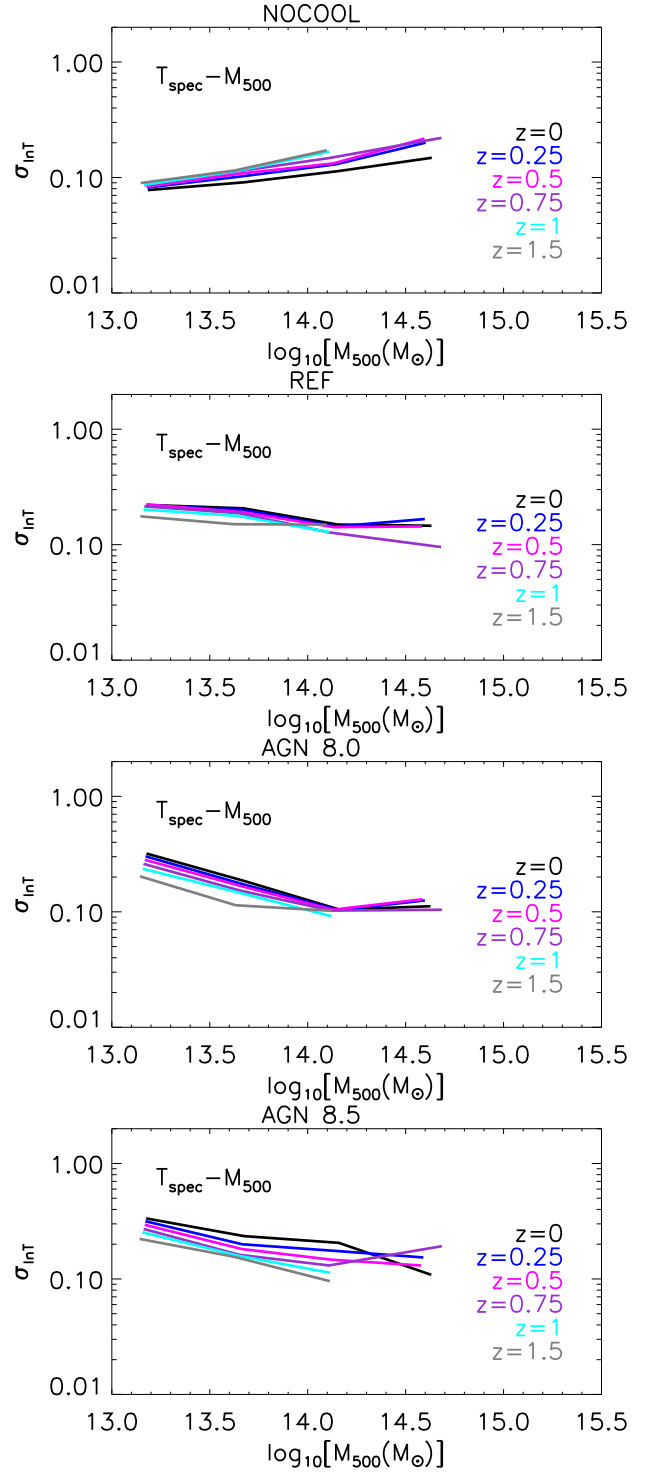 NOCOOL
T_spec−M_500
1.00
0.10
0.01
σ_lnT
z=0
z=0.25
z=0.5
z=0.75
z=1
z=1.5
13.0 13.5 14.0 14.5 15.0 15.5
log_10[M_500(M_⊙)]
REF
T_spec−M_500
1.00
0.10
0.01
σ_lnT
z=0
z=0.25
z=0.5
z=0.75
z=1
z=1.5
13.0 13.5 14.0 14.5 15.0 15.5
log_10[M_500(M_⊙)]
AGN 8.0
T_spec−M_500
1.00
0.10
0.01
σ_lnT
z=0
z=0.25
z=0.5
z=0.75
z=1
z=1.5
13.0 13.5 14.0 14.5 15.0 15.5
log_10[M_500(M_⊙)]
AGN 8.5
T_spec−M_500
1.00
0.10
0.01
σ_lnT
z=0
z=0.25
z=0.5
z=0.75
z=1
z=1.5
13.0 13.5 14.0 14.5 15.0 15.5
log_10[M_500(M_⊙)]